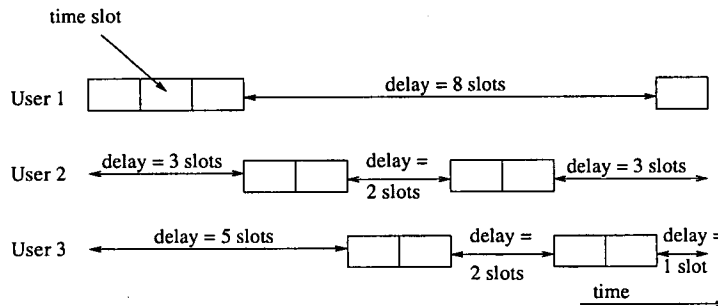 time slot
User 1
delay = 8 slots
User 2
delay = 3 slots
delay =
2 slots
delay = 3 slots
User 3
delay = 5 slots
delay =
2 slots
delay =
1 slot
time